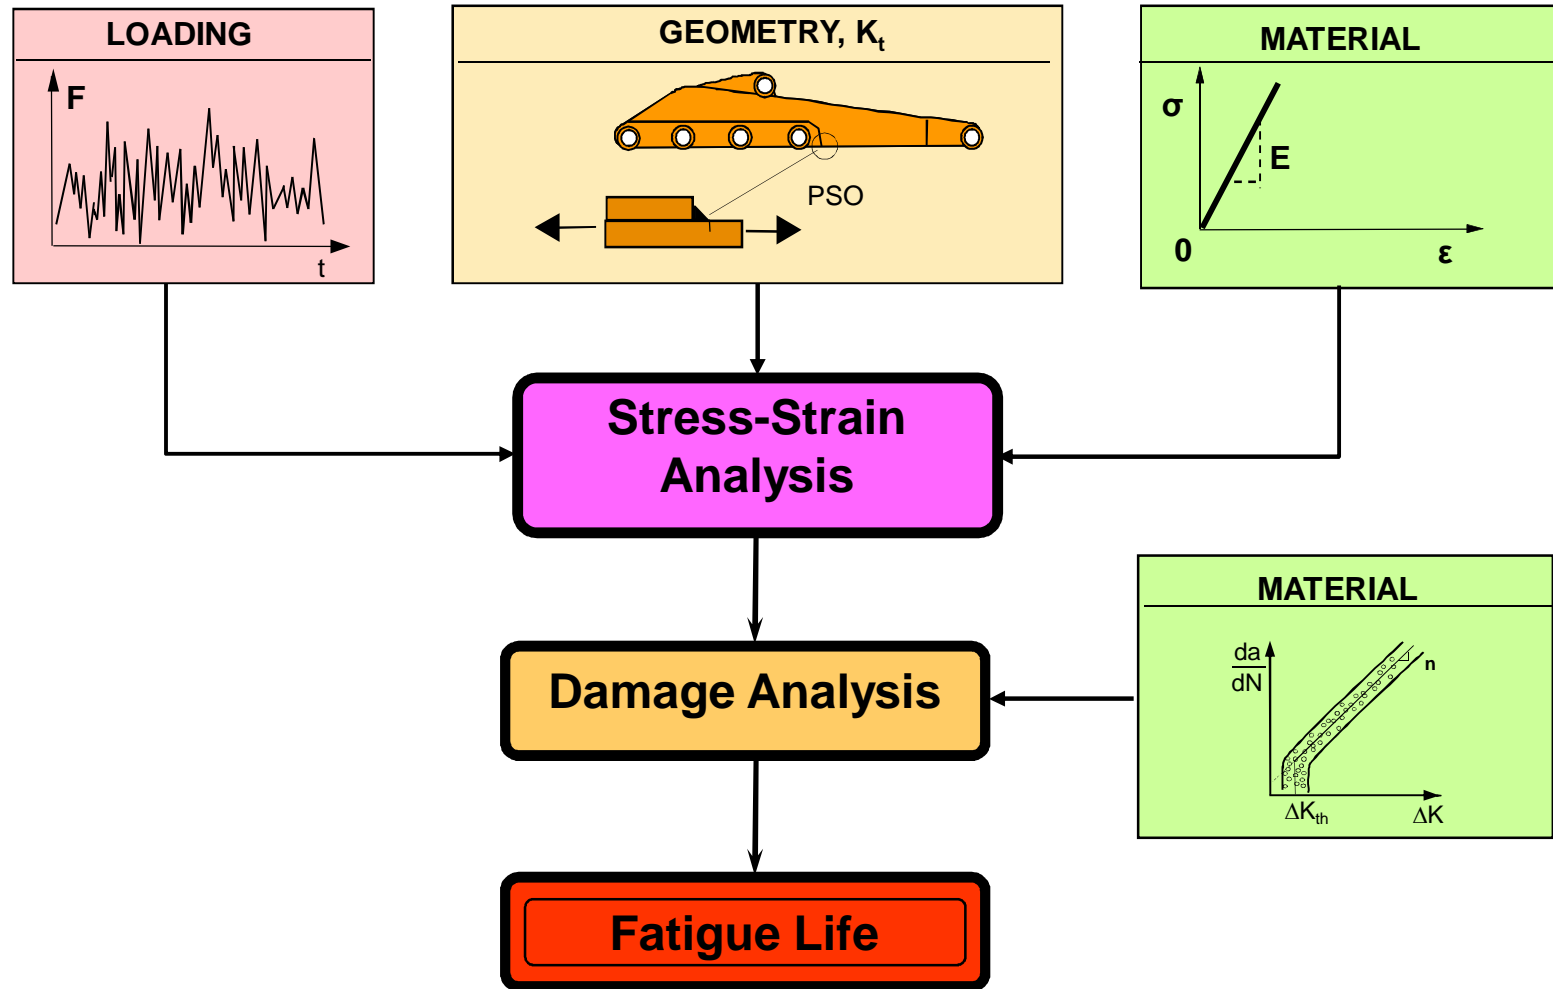 LOADING
F
t
GEOMETRY, Kt
PSO
MATERIAL
σ
E
0
ε
Stress-Strain
Analysis
MATERIAL
da
dN
n
ΔKth
ΔK
Damage Analysis
Fatigue Life